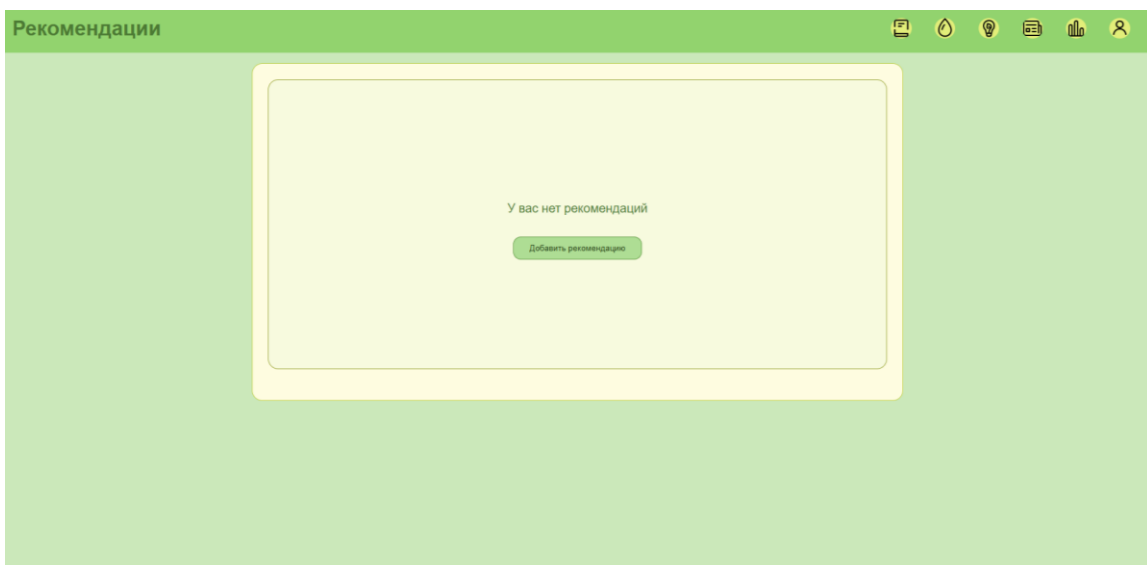 Рекомендации
У вас нет рекомендаций
Добавить рекомендацию